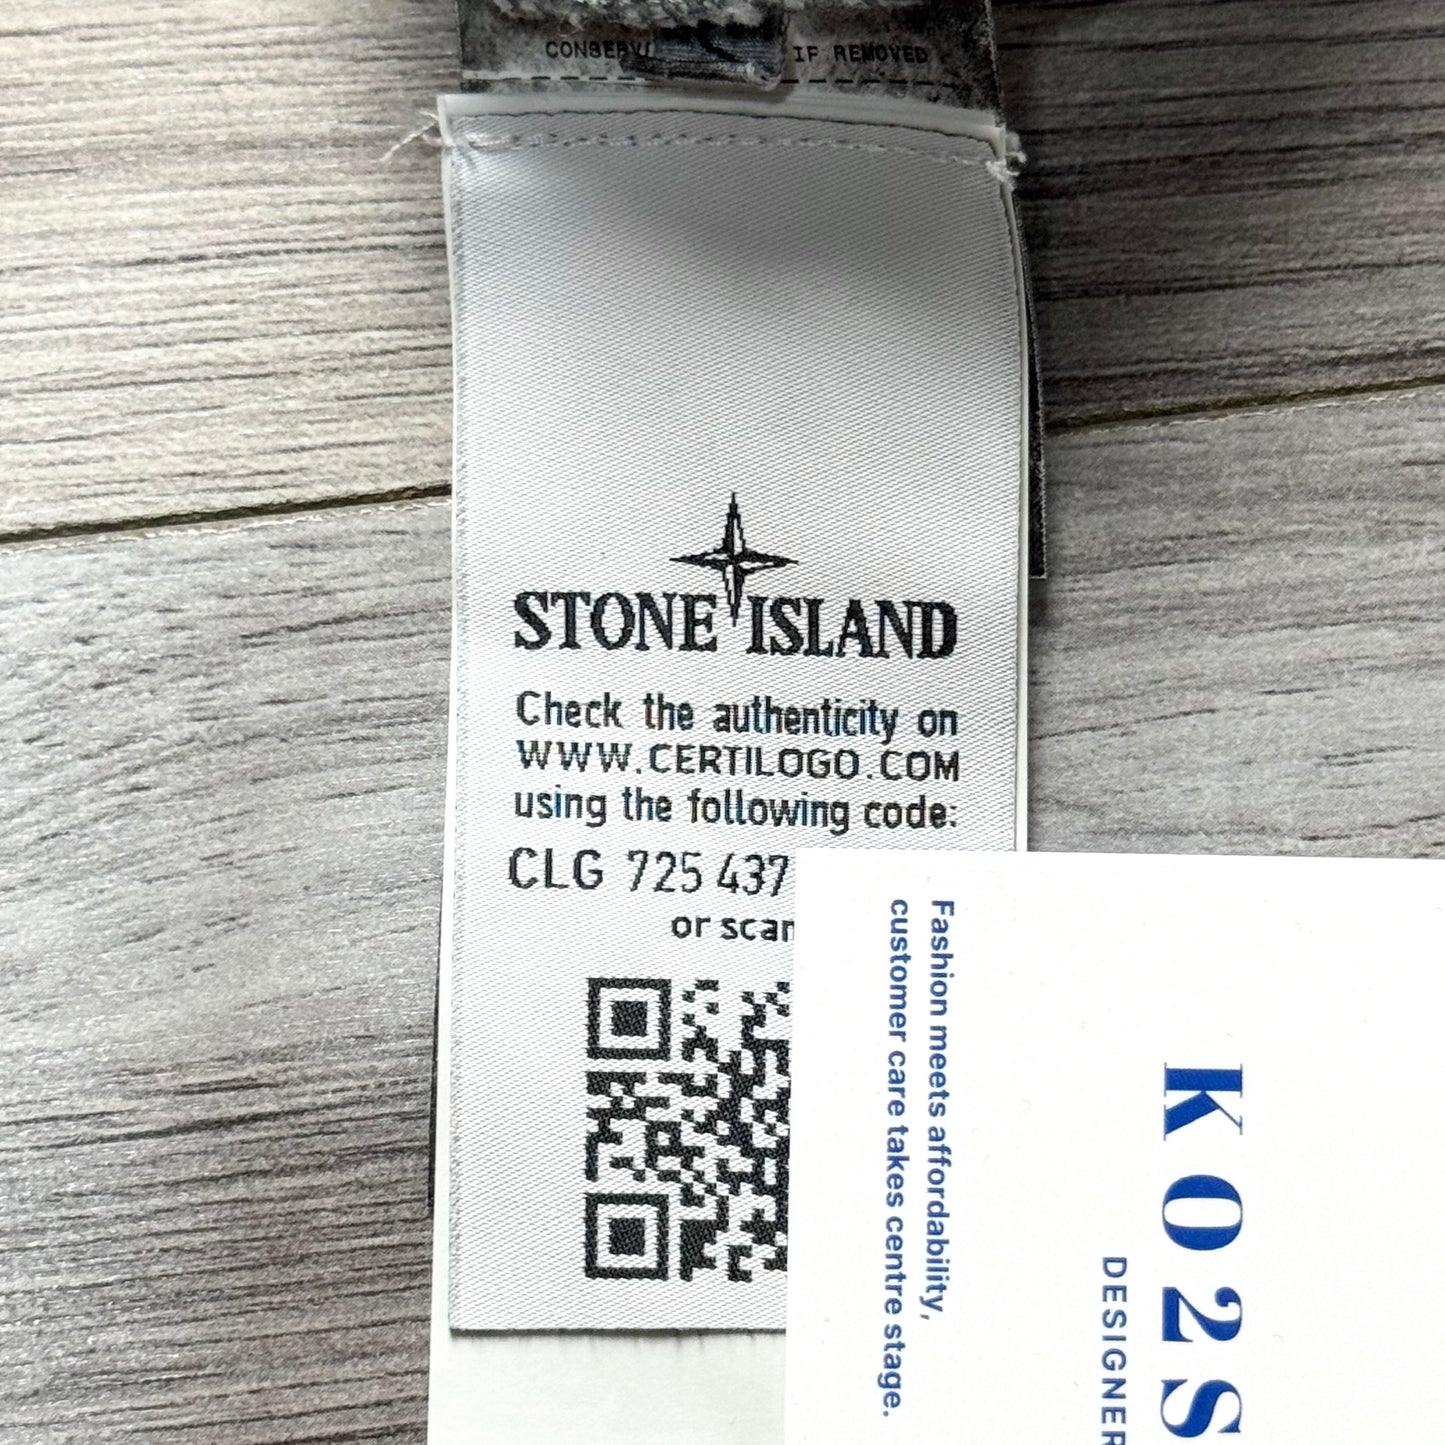 IF REMOVED
STONE ISLAND
Check the authenticity on
WWW.CERTILOGO.COM
using the following code:
CLG 725 437
or scan
Fashion meets affordability,
customer care takes centre stage.
KO2S
DESIGNER